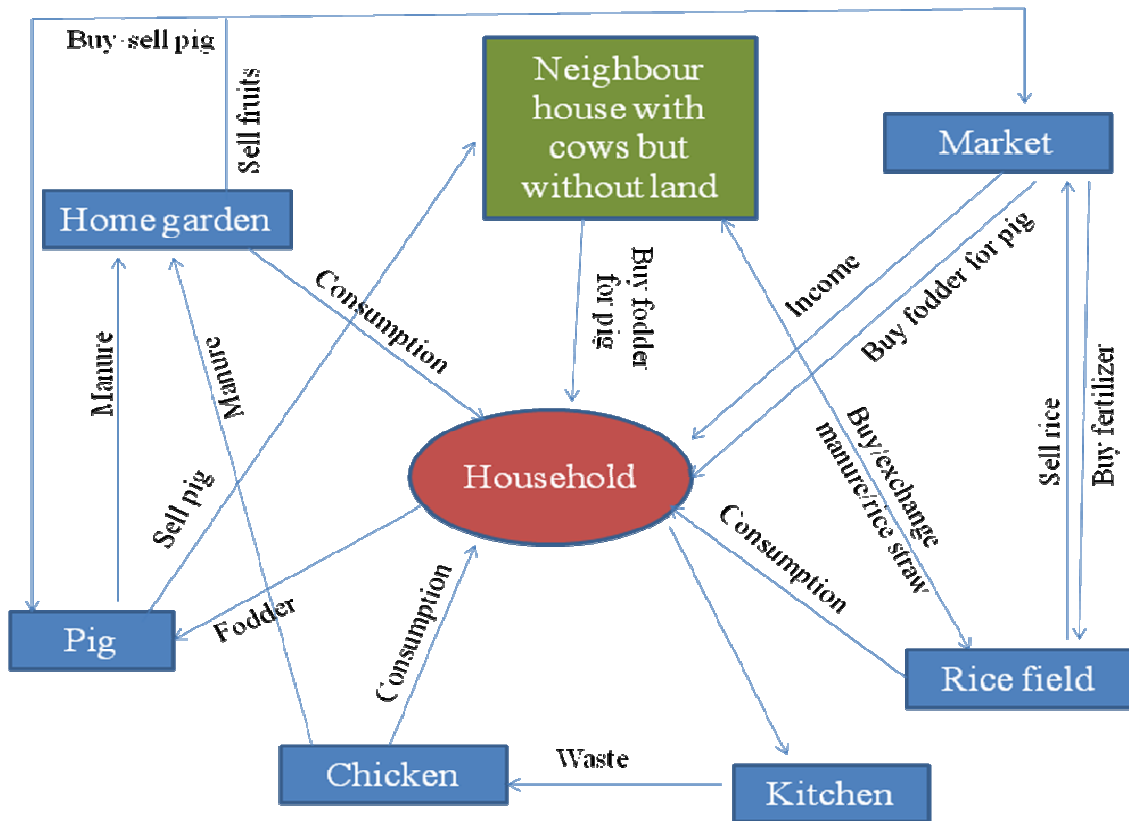 Buy-sell pig
Sell fruits
Neighbour
house with
cows but
without land
Market
Home garden
Consumption
Buy fodder
for pig
Income
Buy fodder for pig
Manure
Manure
Sell pig
Household
Buy/exchange
manure/rice straw
Sell rice
Buy fertilizer
Consumption
Fodder
Consumption
Pig
Rice field
Chicken
Waste
Kitchen